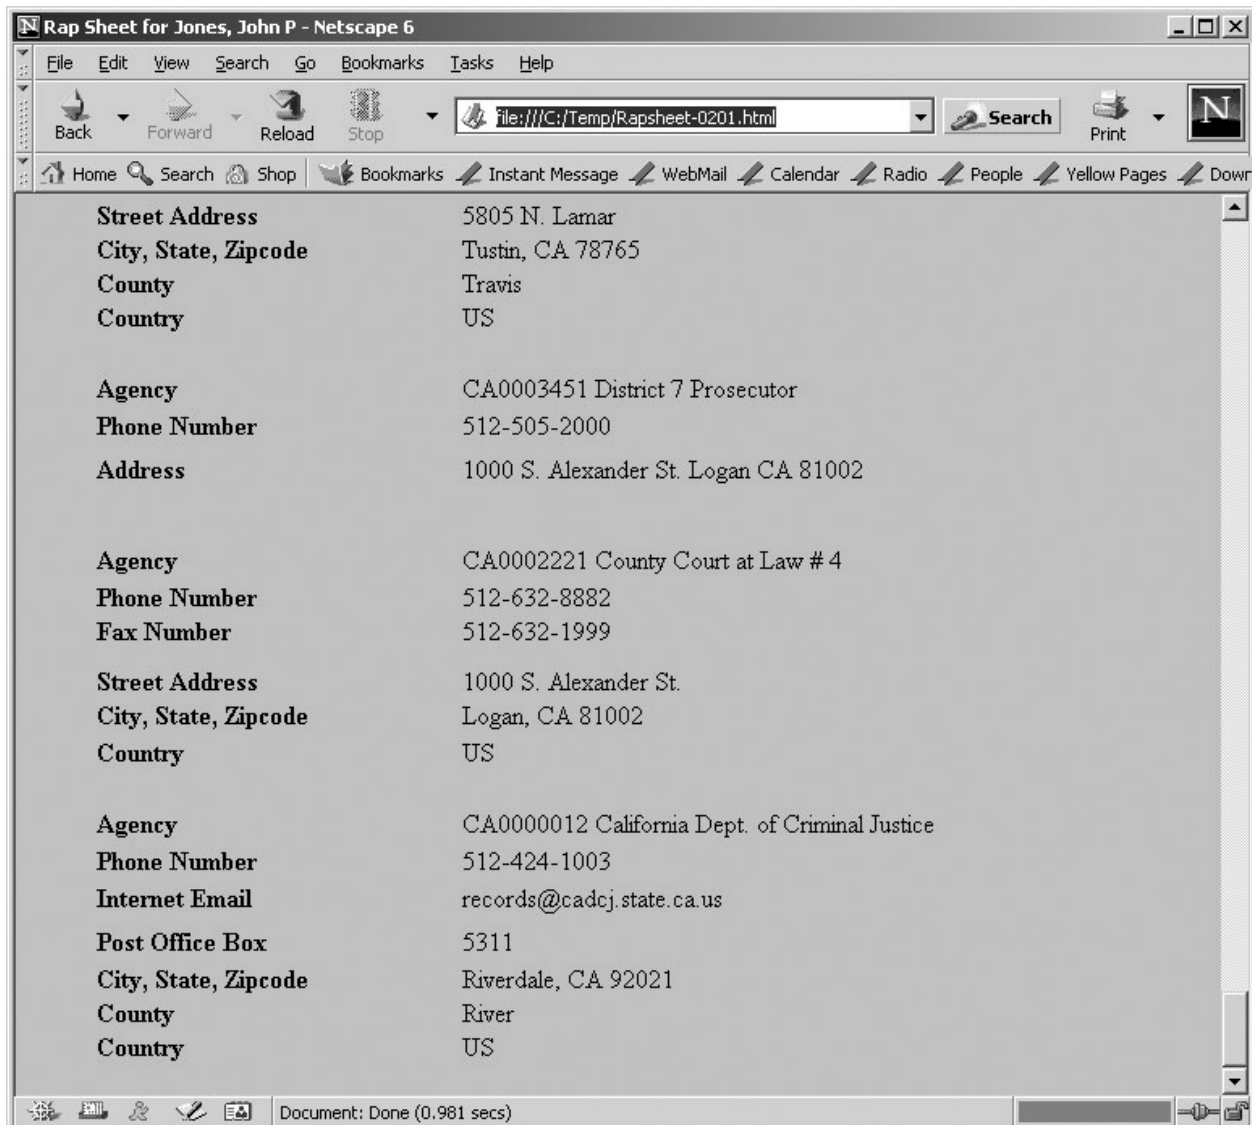 N Rap Sheet for Jones, John P - Netscape 6
File Edit View Search Go Bookmarks Tasks Help
Back Forward Reload Stop file:///C:/Temp/Rapsheet-0201.html Search Print N
Home Search Shop Bookmarks Instant Message WebMail Calendar Radio People Yellow Pages Down
Street Address 5805 N. Lamar
City, State, Zipcode Tustin, CA 78765
County Travis
Country US
Agency CA0003451 District 7 Prosecutor
Phone Number 512-505-2000
Address 1000 S. Alexander St. Logan CA 81002
Agency CA0002221 County Court at Law # 4
Phone Number 512-632-8882
Fax Number 512-632-1999
Street Address 1000 S. Alexander St.
City, State, Zipcode Logan, CA 81002
Country US
Agency CA0000012 California Dept. of Criminal Justice
Phone Number 512-424-1003
Internet Email records@cadcj.state.ca.us
Post Office Box 5311
City, State, Zipcode Riverdale, CA 92021
County River
Country US
Document: Done (0.981 secs)